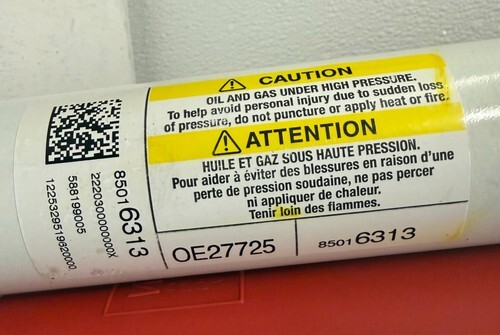 CAUTION
OIL AND GAS UNDER HIGH PRESSURE.
To help avoid personal injury due to sudden loss
of pressure, do not puncture or apply heat or fire.
ATTENTION
HUILE ET GAZ SOUS HAUTE PRESSION.
Pour aider à éviter des blessures en raison d'une
perte de pression soudaine, ne pas percer
ni appliquer de chaleur.
Tenir loin des flammes.
OE27725
85016313
85016313
22203000000000X
588199005
1225329519620000